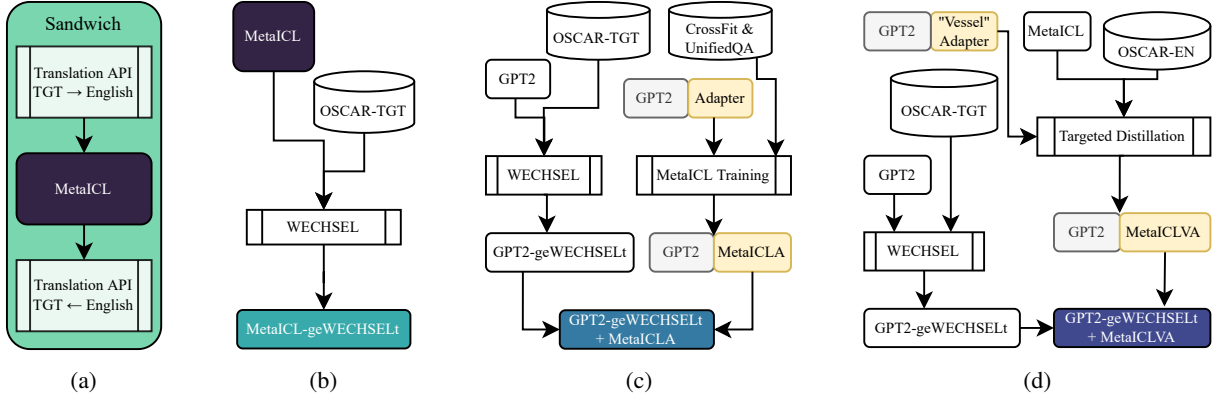 Sandwich
Translation API
TGT → English
MetaICL
Translation API
TGT ← English
(a)
MetaICL
OSCAR-TGT
WECHSEL
MetaICL-geWECHSELt
(b)
OSCAR-TGT
CrossFit &
UnifiedQA
GPT2
GPT2
Adapter
WECHSEL
MetaICL Training
GPT2-geWECHSELt
GPT2
MetaICLA
GPT2-geWECHSELt
+ MetaICLA
(c)
GPT2
"Vessel"
Adapter
MetaICL
OSCAR-EN
OSCAR-TGT
Targeted Distillation
GPT2
WECHSEL
GPT2
MetaICLVA
GPT2-geWECHSELt
GPT2-geWECHSELt
+ MetaICLVA
(d)